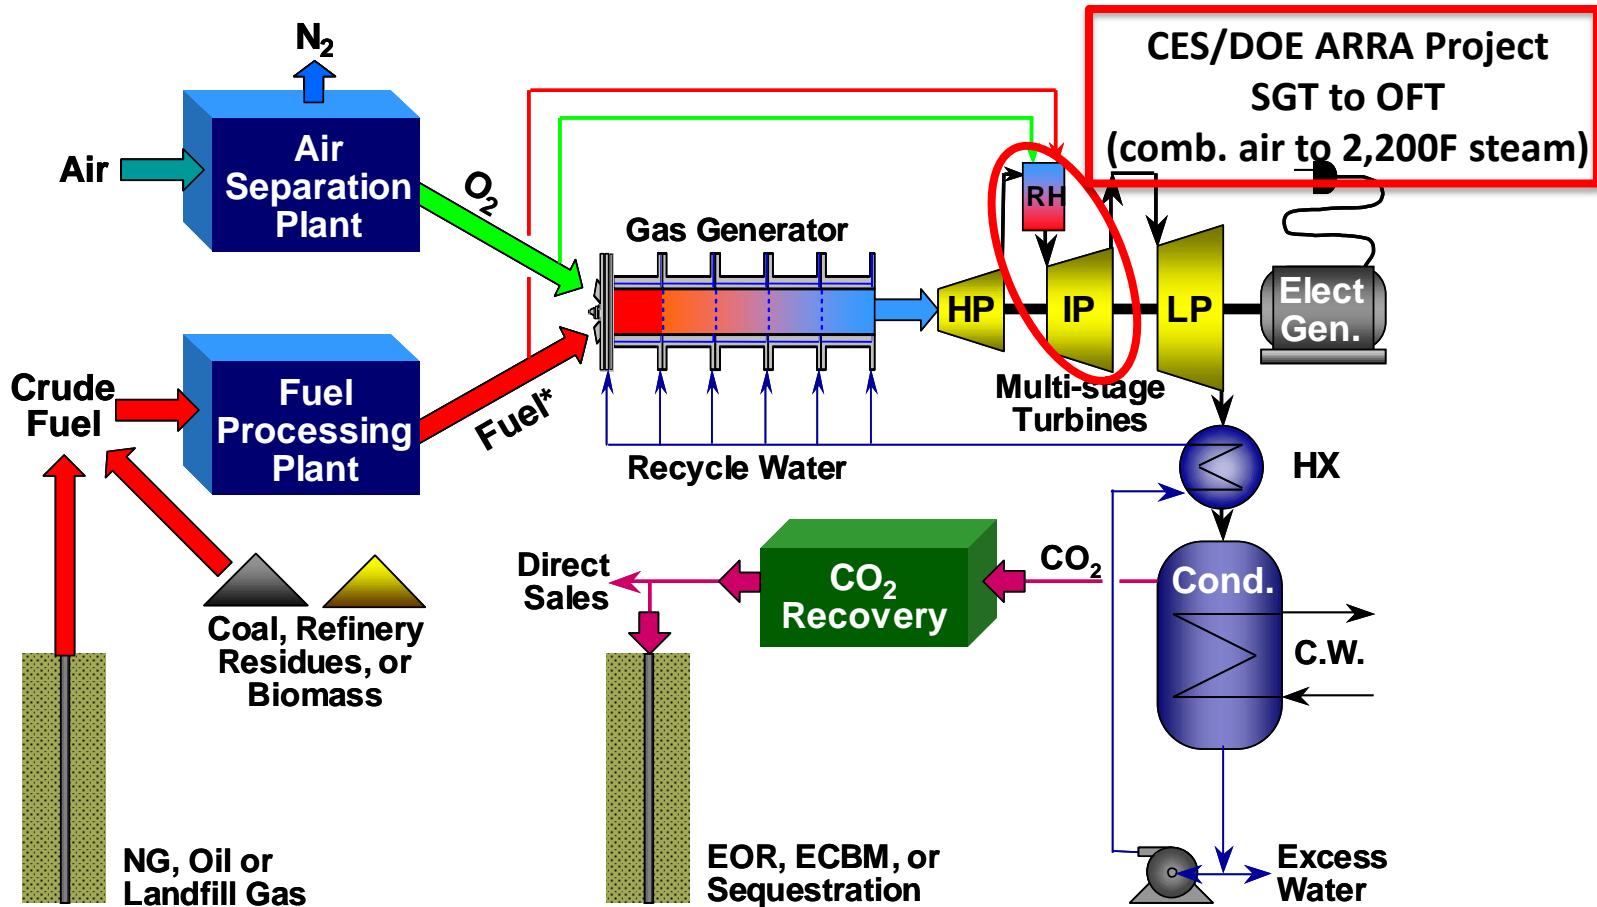 CES/DOE ARRA Project
SGT to OFT
(comb. air to 2,200F steam)
N2
Air
Air
Separation
Plant
O2
Gas Generator
RH
HP
IP
LP
Elect
Gen.
Multi-stage
Turbines
Crude
Fuel
Fuel
Processing
Plant
Fuel*
Recycle Water
HX
Direct
Sales
CO2
Recovery
CO2
Cond.
C.W.
Coal, Refinery
Residues, or
Biomass
NG, Oil or
Landfill Gas
EOR, ECBM, or
Sequestration
Excess
Water